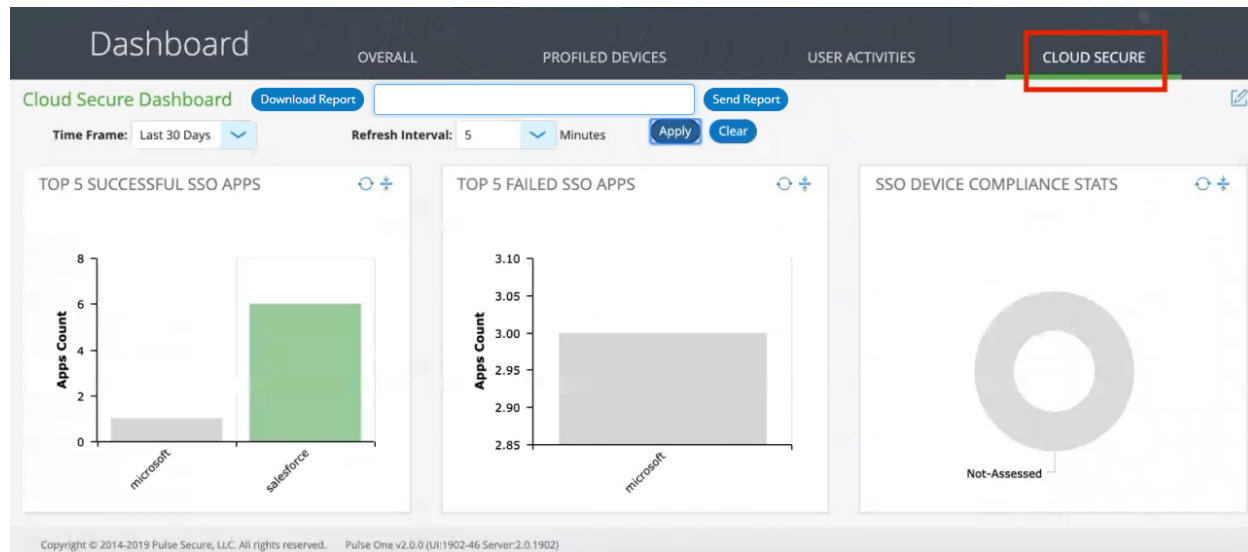 Dashboard
OVERALL
PROFILED DEVICES
USER ACTIVITIES
CLOUD SECURE
Cloud Secure Dashboard
Download Report
Send Report
Time Frame: Last 30 Days
Refresh Interval: 5 Minutes
Apply
Clear
TOP 5 SUCCESSFUL SSO APPS
8
6
4
2
0
Apps Count
microsoft
salesforce
TOP 5 FAILED SSO APPS
3.10
3.05
3.00
2.95
2.90
2.85
Apps Count
microsoft
SSO DEVICE COMPLIANCE STATS
Not-Assessed
Copyright © 2014-2019 Pulse Secure, LLC. All rights reserved. Pulse One v2.0.0 (UI:1902-46 Server:2.0.1902)